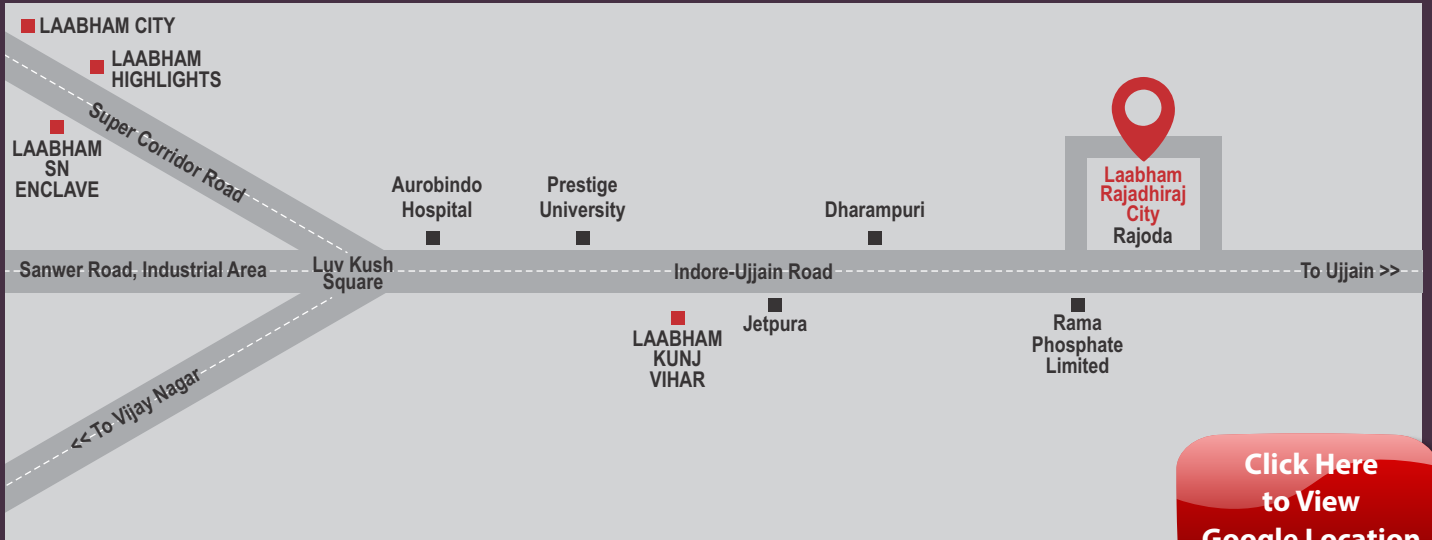 LAABHAM CITY
LAABHAM
HIGHLIGHTS
Super Corridor Road
LAABHAM
SN
ENCLAVE
Aurobindo
Hospital
Prestige
University
Dharampuri
Laabham
Rajadhiraj
City
Rajoda
Sanwer Road, Industrial Area
Luv Kush
Square
Indore-Ujjain Road
To Ujjain >>
LAABHAM
KUNJ
VIHAR
Jetpura
Rama
Phosphate
Limited
<< To Vijay Nagar
Click Here
to View
Google Location